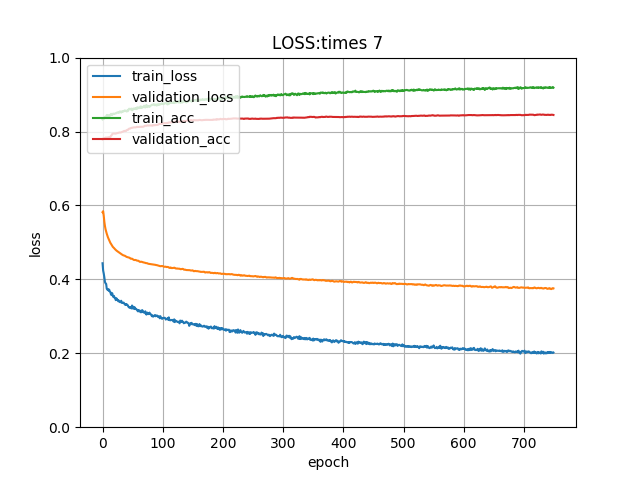 LOSS:times 7
1.0
0.8
0.6
0.4
0.2
0.0
loss
train_loss
validation_loss
train_acc
validation_acc
0 100 200 300 400 500 600 700
epoch